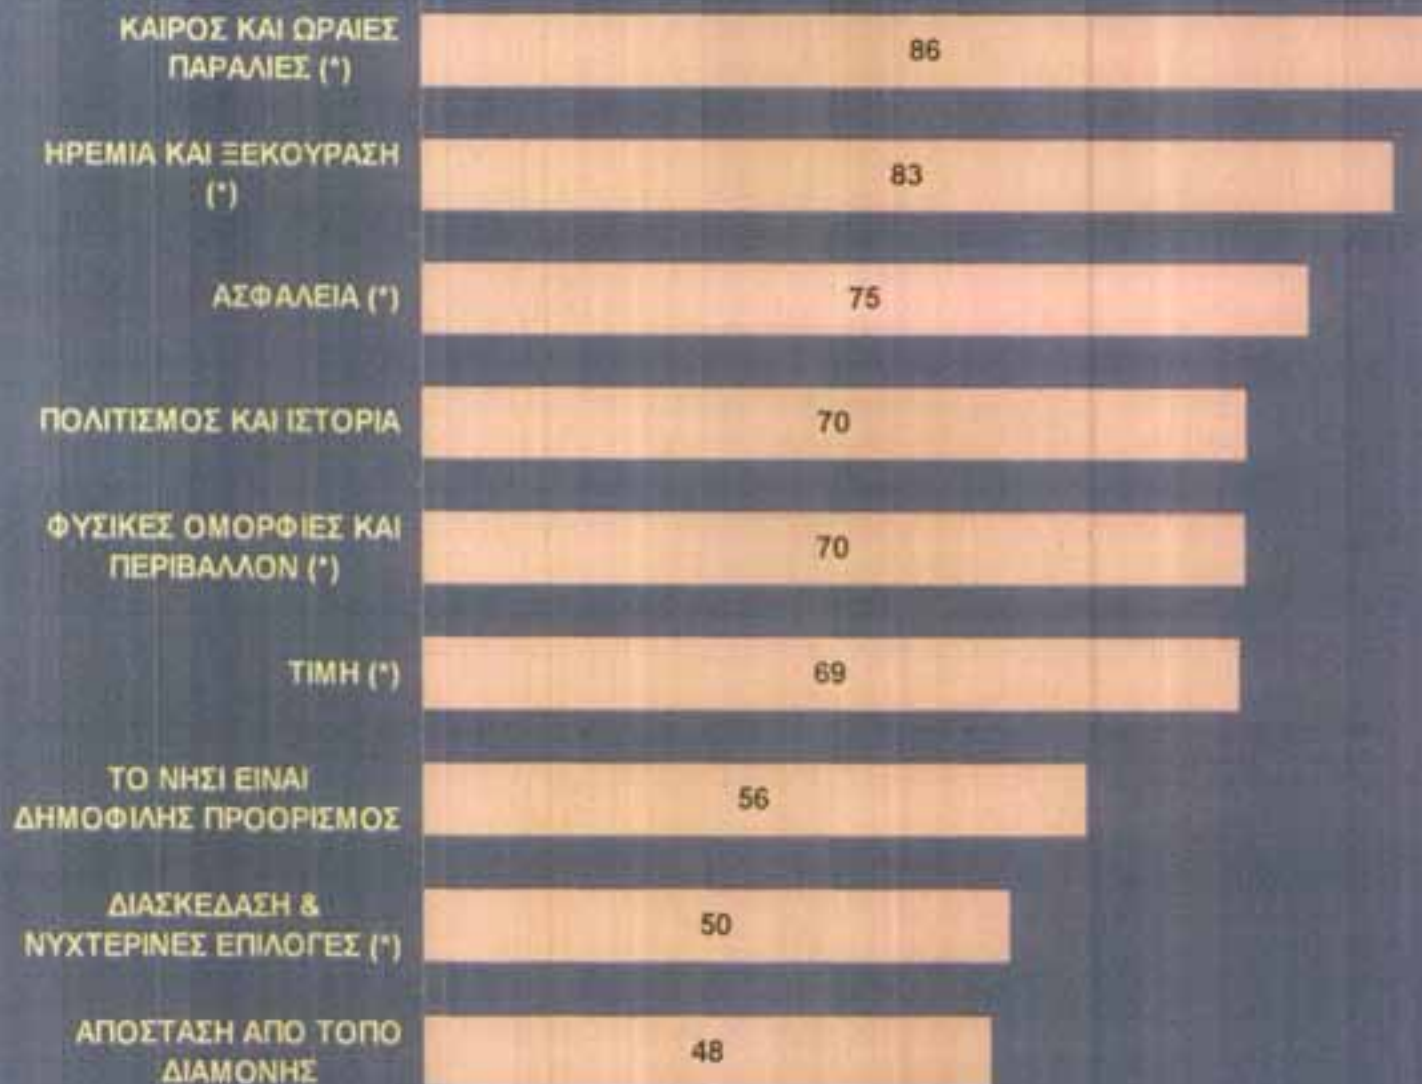 ΚΑΙΡΟΣ ΚΑΙ ΩΡΑΙΕΣ
ΠΑΡΑΛΙΕΣ (*)
86
ΗΡΕΜΙΑ ΚΑΙ ΞΕΚΟΥΡΑΣΗ
(*)
83
ΑΣΦΑΛΕΙΑ (*)
75
ΠΟΛΙΤΙΣΜΟΣ ΚΑΙ ΙΣΤΟΡΙΑ
70
ΦΥΣΙΚΕΣ ΟΜΟΡΦΙΕΣ ΚΑΙ
ΠΕΡΙΒΑΛΛΟΝ (*)
70
ΤΙΜΗ (*)
69
ΤΟ ΝΗΣΙ ΕΙΝΑΙ
ΔΗΜΟΦΙΛΗΣ ΠΡΟΟΡΙΣΜΟΣ
56
ΔΙΑΣΚΕΔΑΣΗ &
ΝΥΧΤΕΡΙΝΕΣ ΕΠΙΛΟΓΕΣ (*)
50
ΑΠΟΣΤΑΣΗ ΑΠΟ ΤΟΠΟ
ΔΙΑΜΟΝΗΣ
48